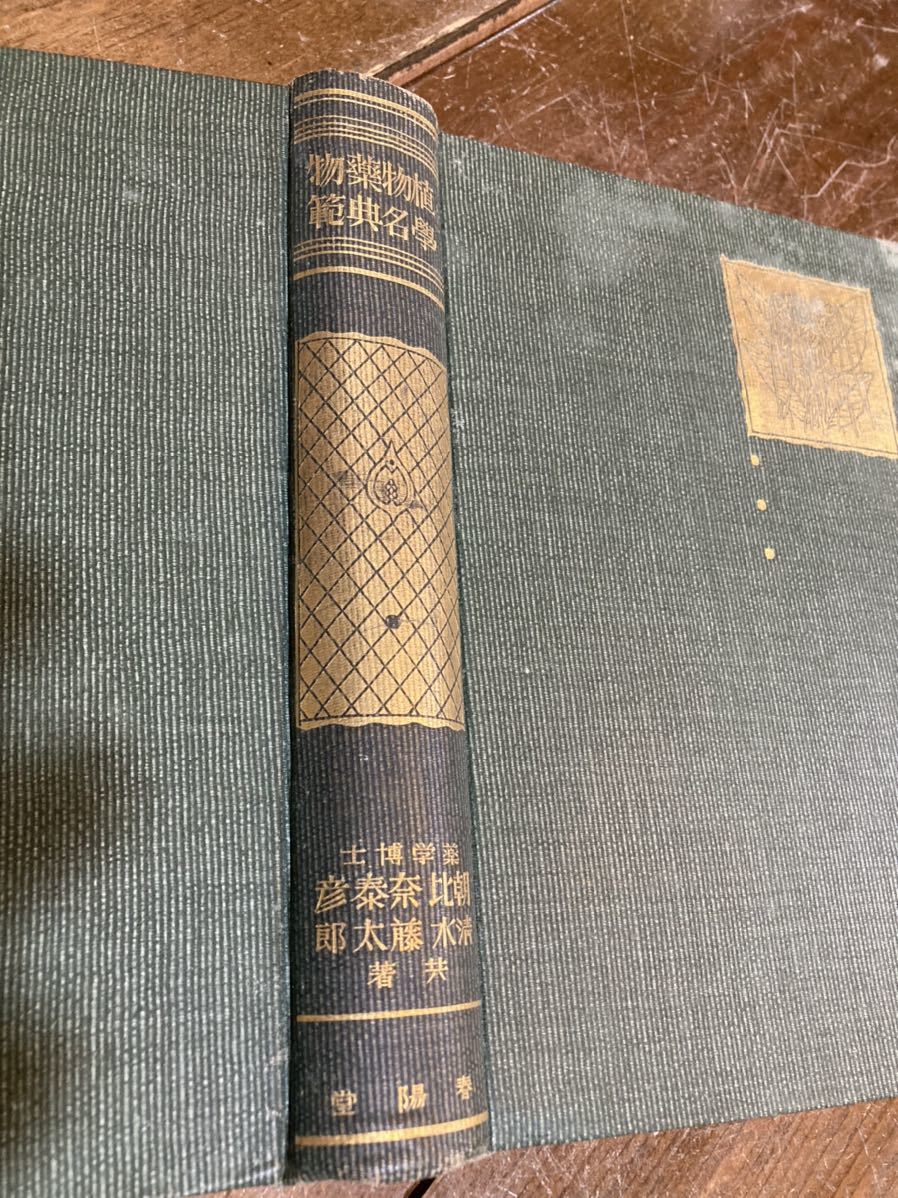 植物藥物
學名典範
薬学博士
朝比奈泰彦
清水藤太郎
共著
春陽堂